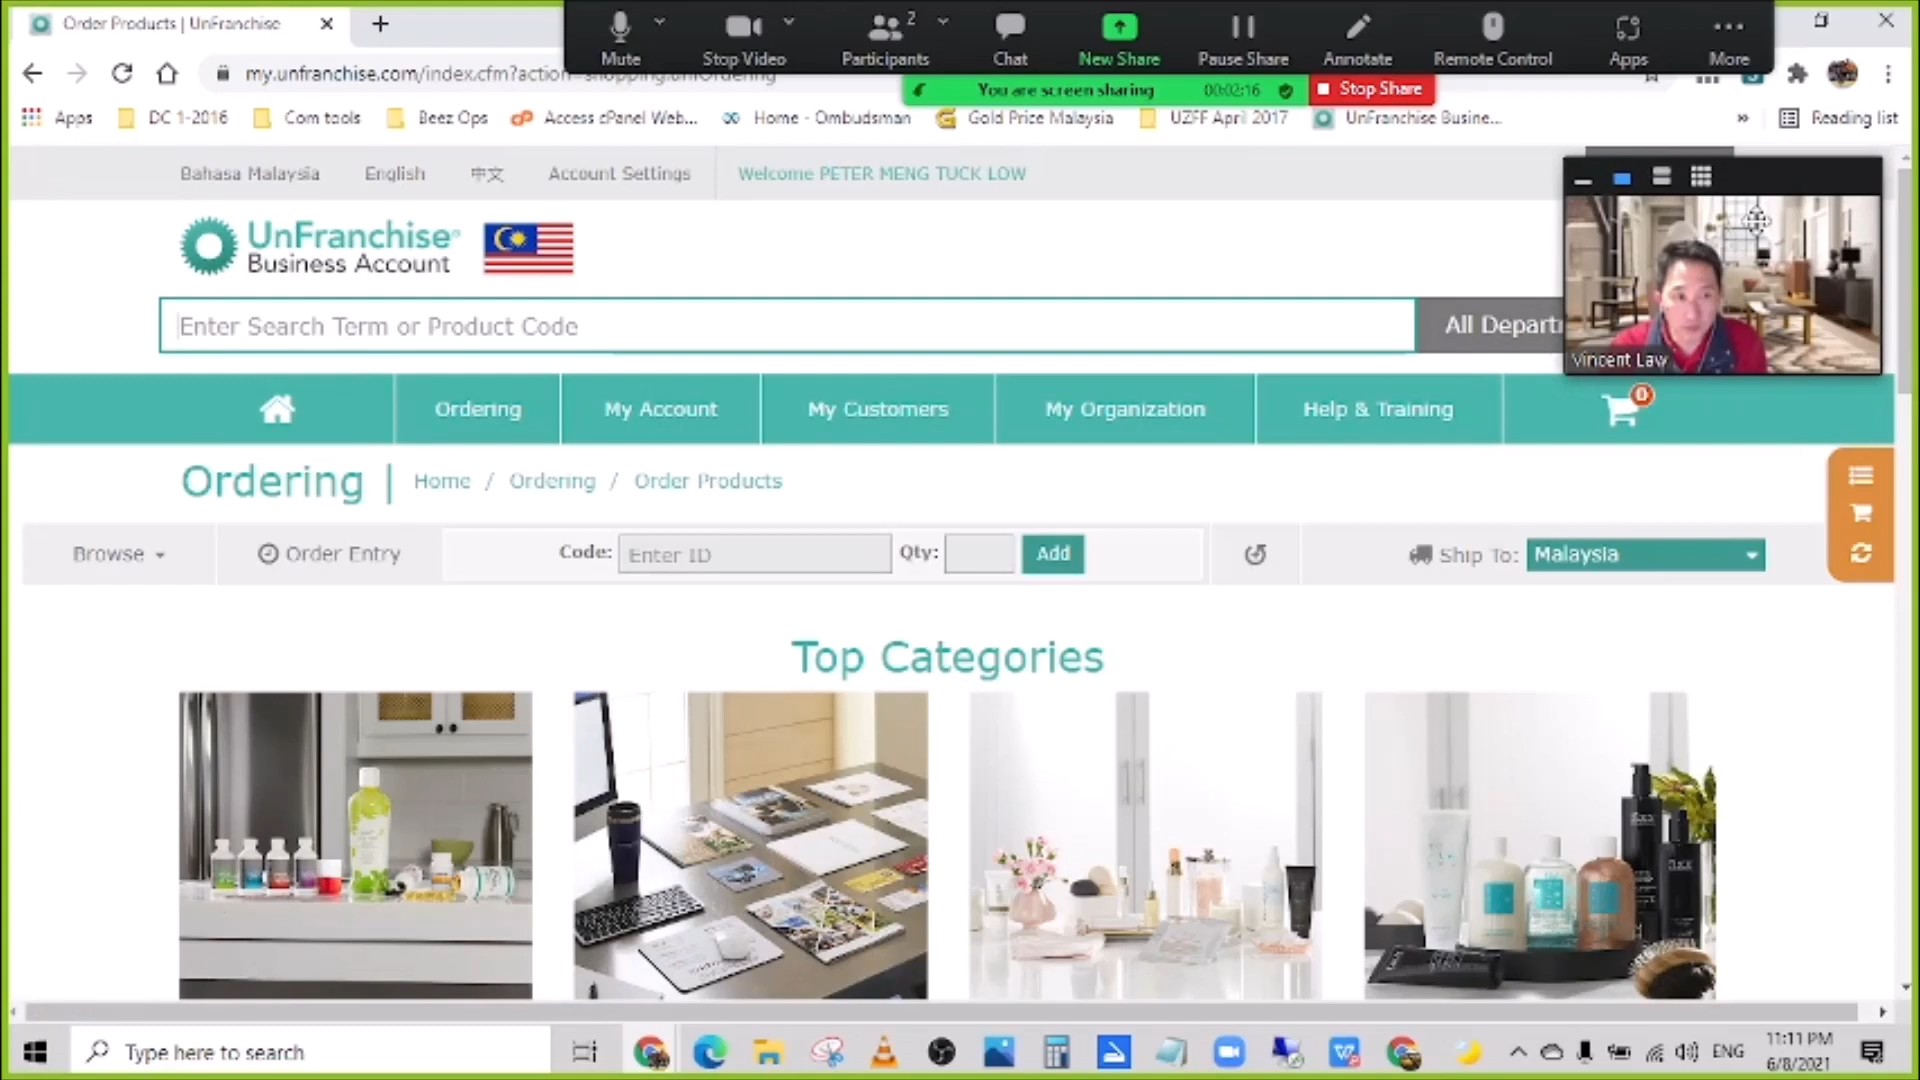 Order Products | UnFranchise
Mute
Stop Video
Participants
2
Chat
New Share
Pause Share
Annotate
Remote Control
Apps
More
my.unfranchise.com/index.cfm?action=shopping.unfOrdering
You are screen sharing
00:02:16
Stop Share
Apps
DC 1-2016
Com tools
Beez Ops
Access cPanel Web...
Home - Ombudsman
Gold Price Malaysia
UZFF April 2017
UnFranchise Busine...
»
Reading list
Bahasa Malaysia
English
中文
Account Settings
Welcome PETER MENG TUCK LOW
UnFranchise®
Business Account
Enter Search Term or Product Code
All Depart
Vincent Law
Ordering
My Account
My Customers
My Organization
Help & Training
0
Ordering |
Home / Ordering / Order Products
Browse
Order Entry
Code:
Enter ID
Qty:
Add
Ship To:
Malaysia
Top Categories
Type here to search
ENG
11:11 PM
6/8/2021